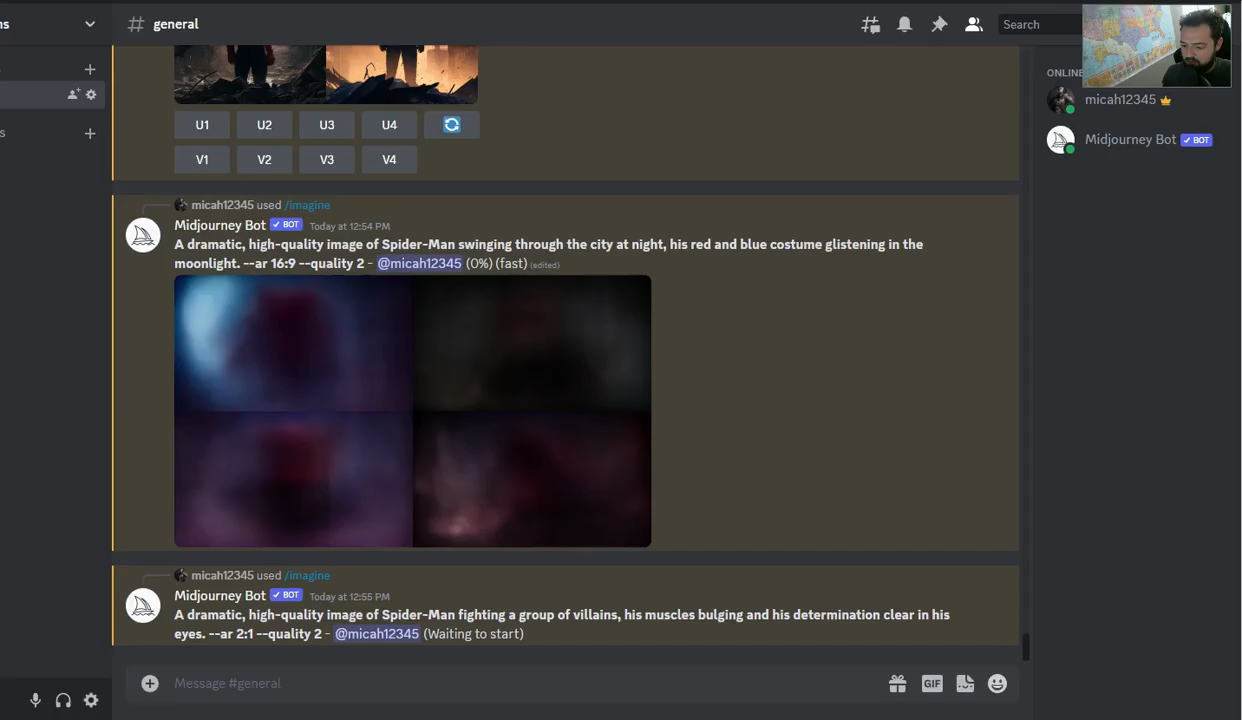 ns
# general
Search
U1 U2 U3 U4
V1 V2 V3 V4
s
micah12345 used /imagine
Midjourney Bot ✓ BOT Today at 12:54 PM
A dramatic, high-quality image of Spider-Man swinging through the city at night, his red and blue costume glistening in the
moonlight. --ar 16:9 --quality 2 - @micah12345 (0%) (fast) (edited)
micah12345 used /imagine
Midjourney Bot ✓ BOT Today at 12:55 PM
A dramatic, high-quality image of Spider-Man fighting a group of villains, his muscles bulging and his determination clear in his
eyes. --ar 2:1 --quality 2 - @micah12345 (Waiting to start)
Message #general
GIF
ONLINE
micah12345
Midjourney Bot ✓ BOT